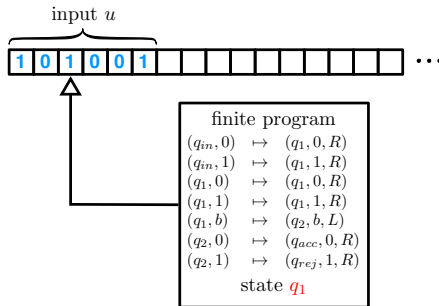 input u
1 0 1 0 0 1 ...
finite program
(q_in, 0) ↦ (q_1, 0, R)
(q_in, 1) ↦ (q_1, 1, R)
(q_1, 0) ↦ (q_1, 0, R)
(q_1, 1) ↦ (q_1, 1, R)
(q_1, b) ↦ (q_2, b, L)
(q_2, 0) ↦ (q_acc, 0, R)
(q_2, 1) ↦ (q_rej, 1, R)
state q_1